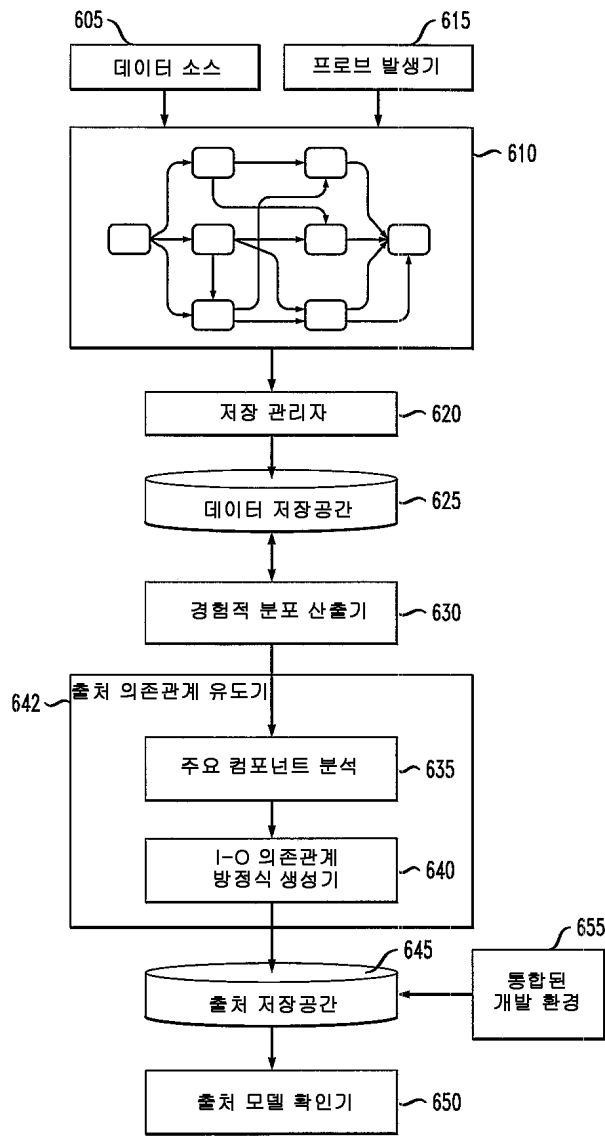 605
615
데이터 소스
프로브 발생기
610
저장 관리자
620
데이터 저장공간
625
경험적 분포 산출기
630
642
출처 의존관계 유도기
주요 컴포넌트 분석
635
I-O 의존관계
방정식 생성기
640
645
655
출처 저장공간
통합된
개발 환경
출처 모델 확인기
650